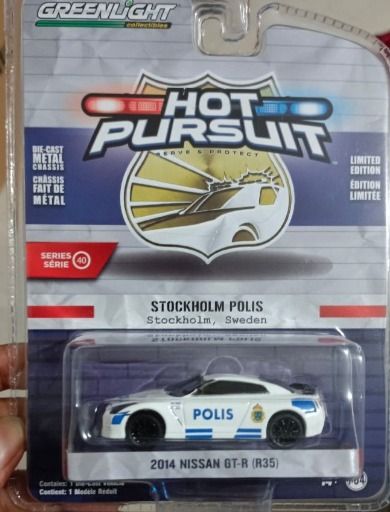 GREENLIGHT
collectibles
HOT
PURSUIT
SERVE & PROTECT
DIE-CAST
METAL
CHASSIS
CHÂSSIS
FAIT DE
MÉTAL
LIMITED
EDITION
ÉDITION
LIMITÉE
SERIES
SÉRIE
40
STOCKHOLM POLIS
Stockholm, Sweden
POLIS
2014 NISSAN GT-R (R35)
Contains: 1 Die-Cast Vehicle
Contient: 1 Modèle Réduit